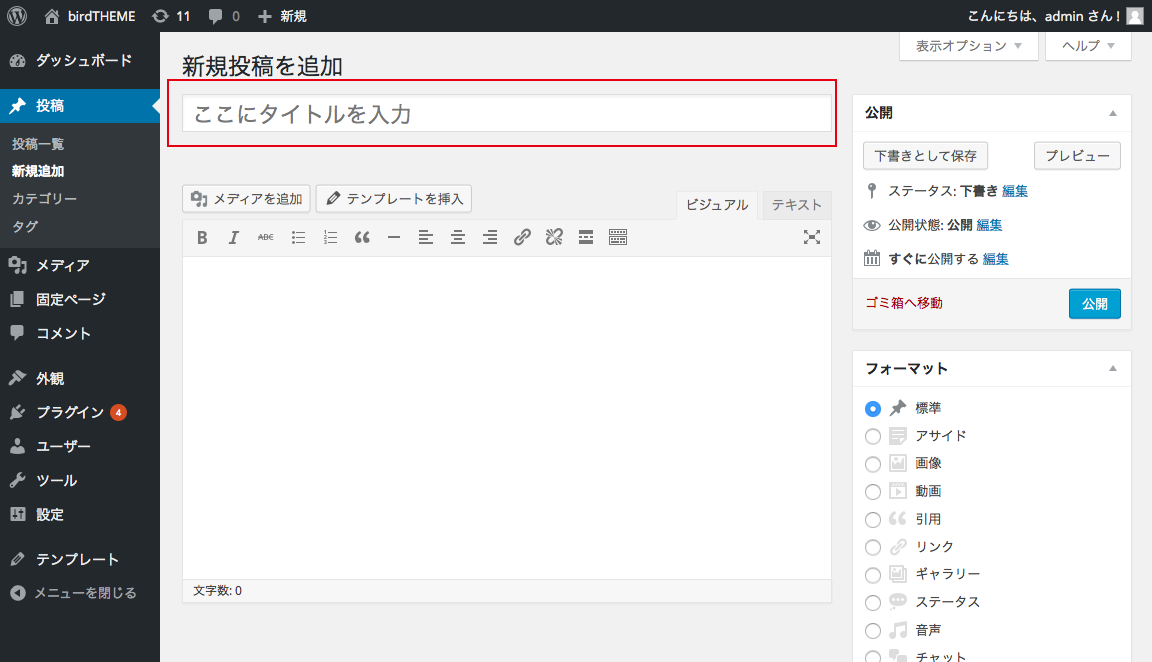 birdTHEME 11 0 新規 こんにちは、admin さん !
ダッシュボード
投稿
投稿一覧
新規追加
カテゴリー
タグ
メディア
固定ページ
コメント
外観
プラグイン 4
ユーザー
ツール
設定
テンプレート
メニューを閉じる
表示オプション ヘルプ
新規投稿を追加
ここにタイトルを入力
メディアを追加 テンプレートを挿入 ビジュアル テキスト
B I ABC
文字数: 0
公開
下書きとして保存 プレビュー
ステータス: 下書き 編集
公開状態: 公開 編集
すぐに公開する 編集
ゴミ箱へ移動 公開
フォーマット
標準
アサイド
画像
動画
引用
リンク
ギャラリー
ステータス
音声
チャット